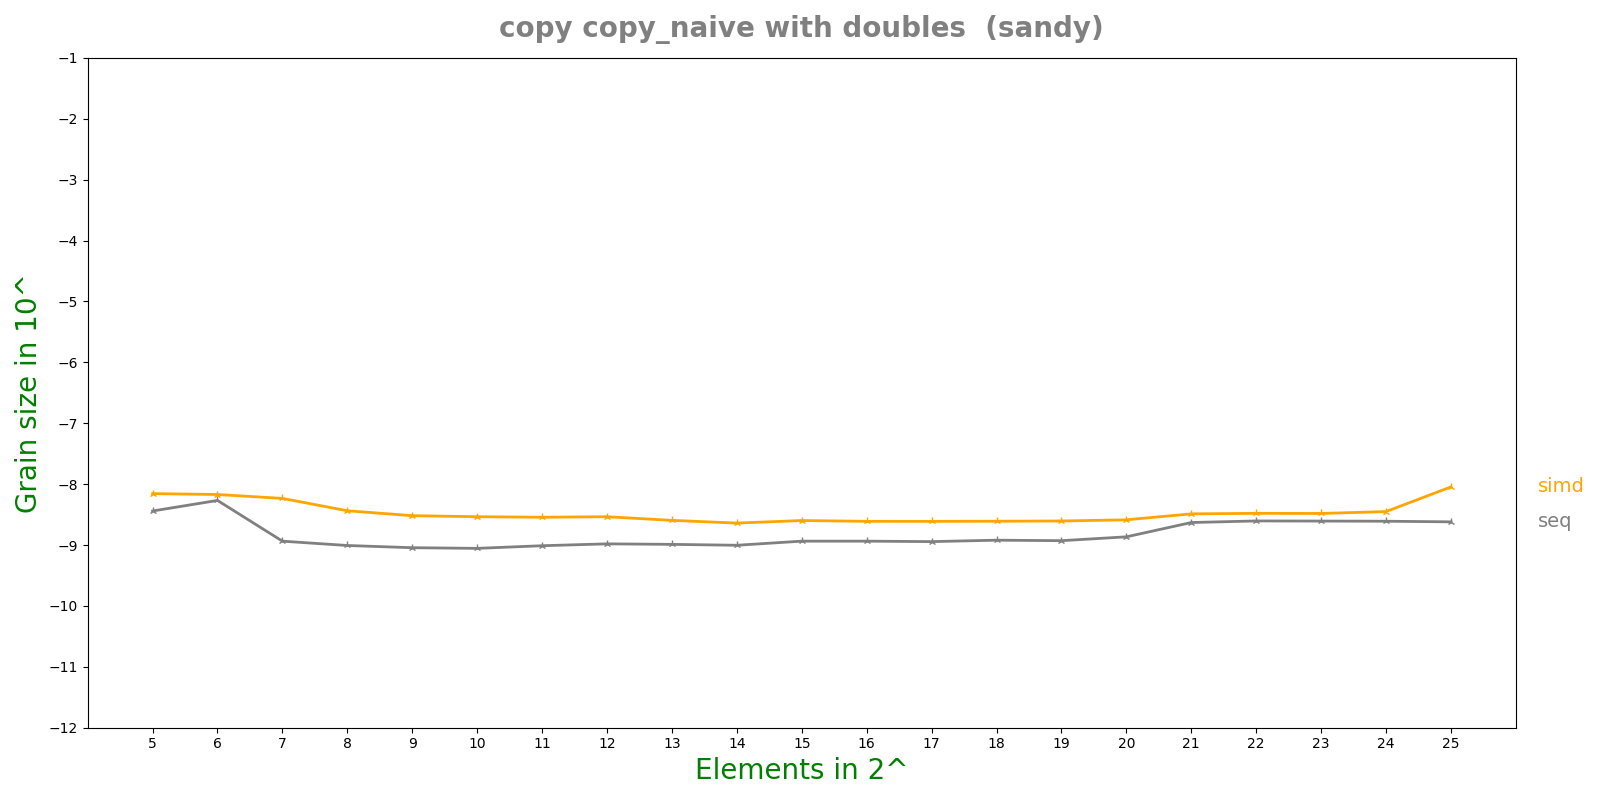 copy copy_naive with doubles  (sandy)
Grain size in 10^
−1
−2
−3
−4
−5
−6
−7
−8
−9
−10
−11
−12
simd
seq
5 6 7 8 9 10 11 12 13 14 15 16 17 18 19 20 21 22 23 24 25
Elements in 2^